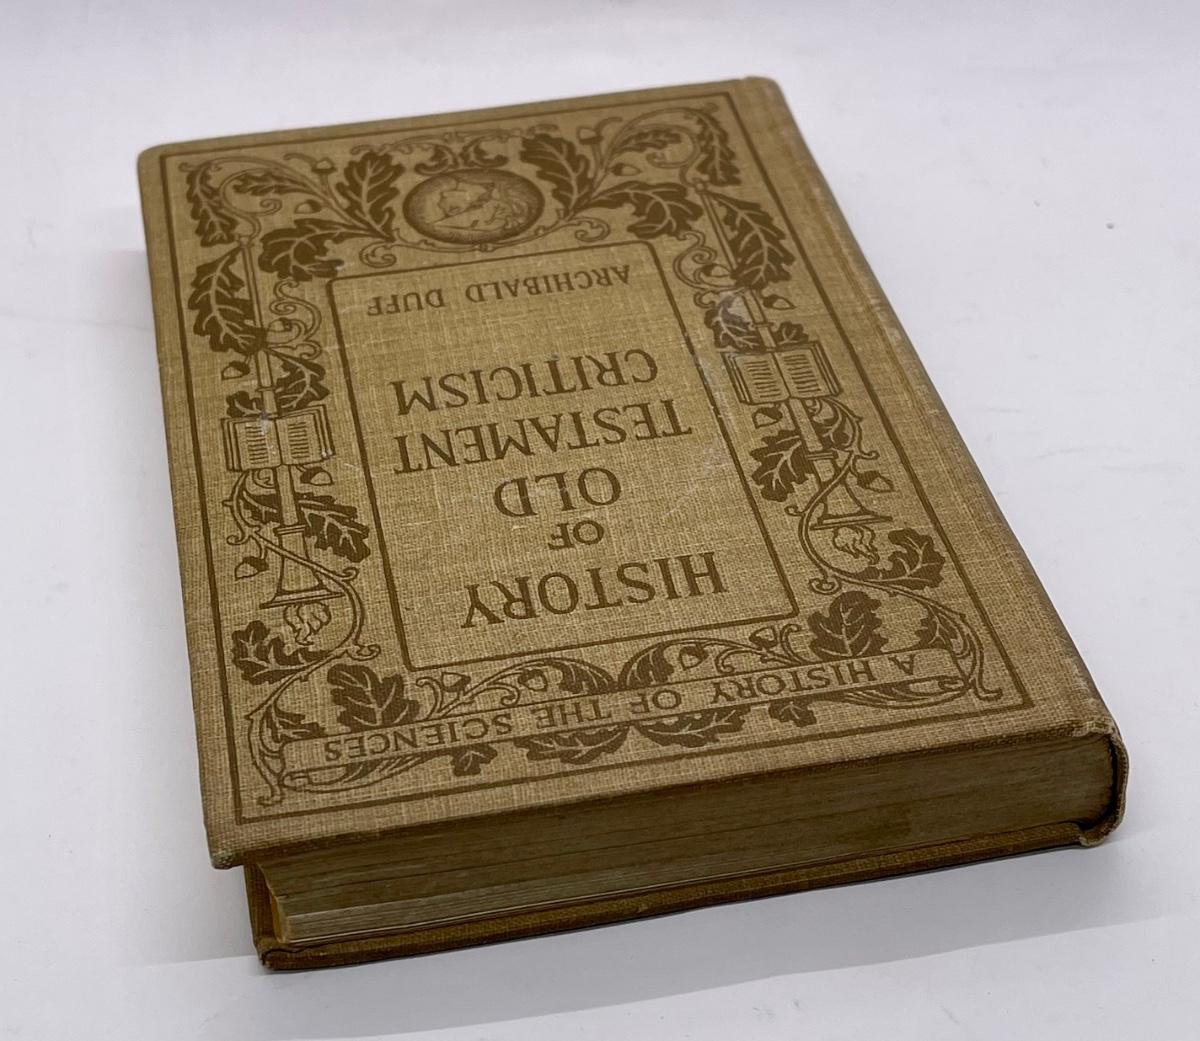 A HISTORY OF THE SCIENCES
HISTORY
OF
OLD
TESTAMENT
CRITICISM
ARCHIBALD DUFF